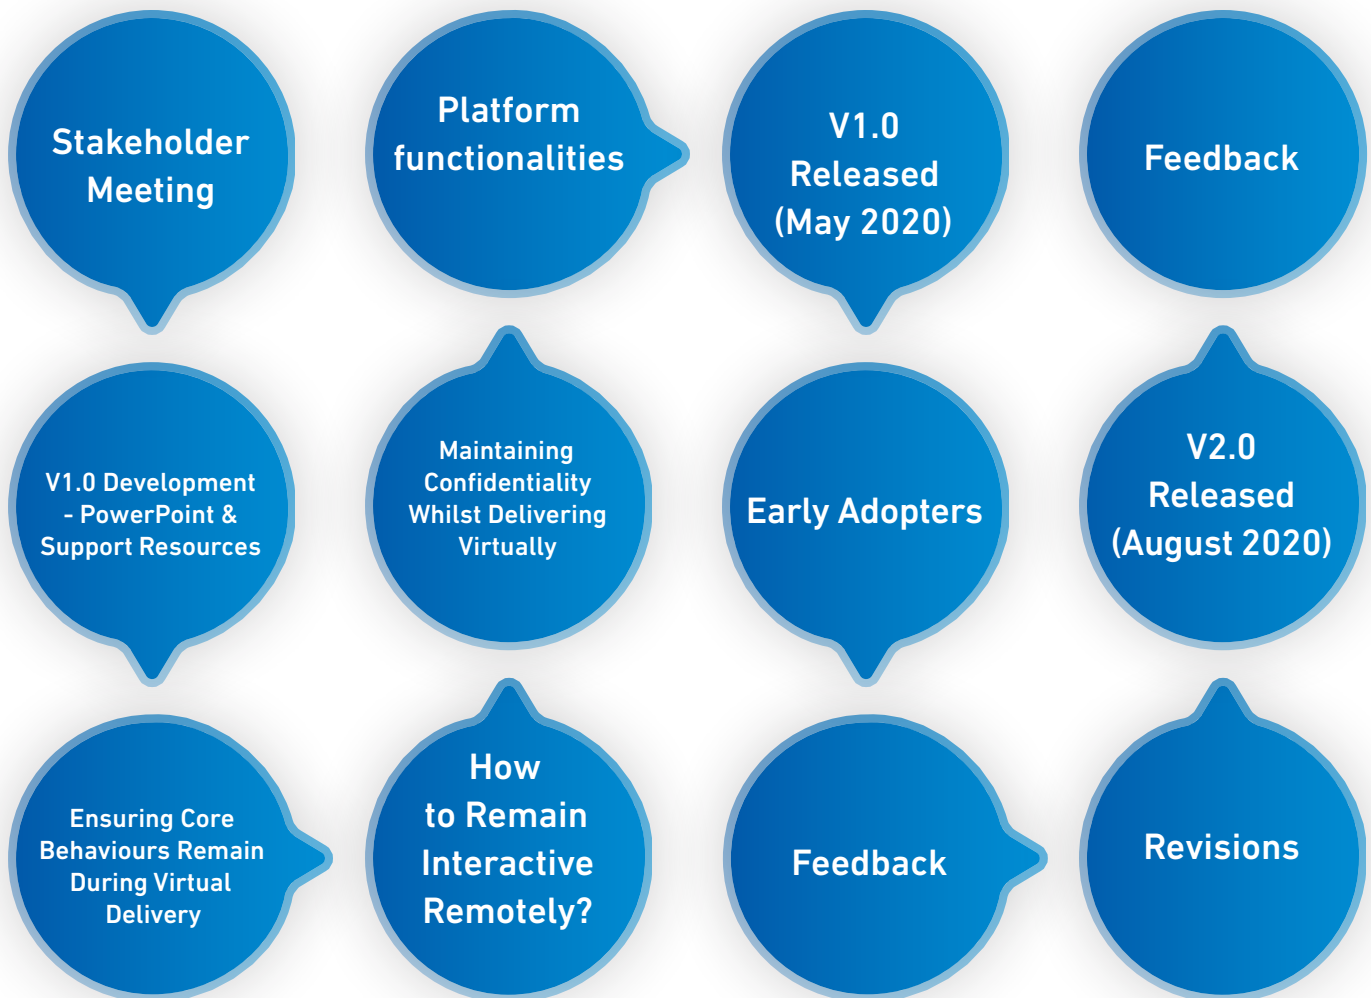 Stakeholder
Meeting
V1.0 Development
- PowerPoint &
Support Resources
Ensuring Core
Behaviours Remain
During Virtual
Delivery
How
to Remain
Interactive
Remotely?
Maintaining
Confidentiality
Whilst Delivering
Virtually
Platform
functionalities
V1.0
Released
(May 2020)
Early Adopters
Feedback
Revisions
V2.0
Released
(August 2020)
Feedback